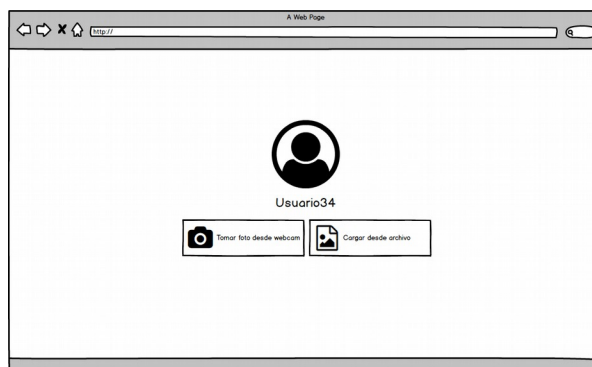 A Web Page
http://
Usuario34
Tomar foto desde webcam
Cargar desde archivo